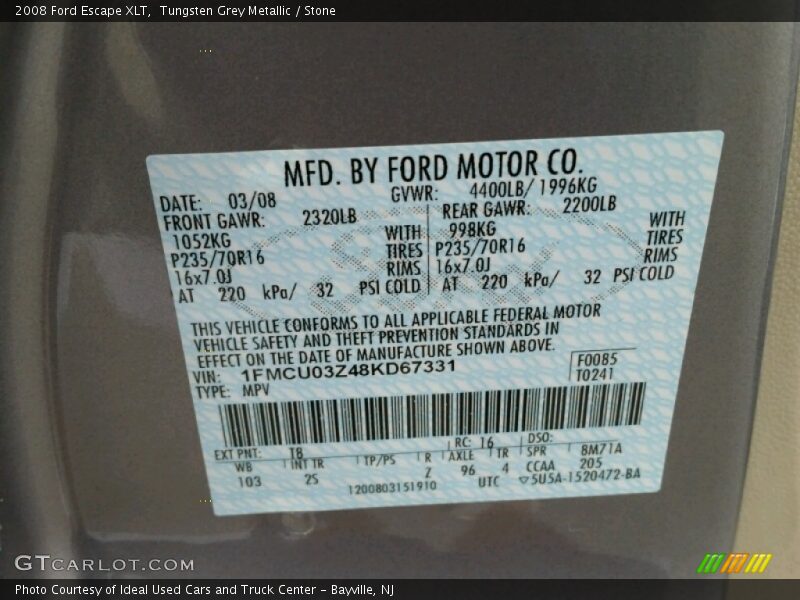 2008 Ford Escape XLT, Tungsten Grey Metallic / Stone
MFD. BY FORD MOTOR CO.
DATE: 03/08 GVWR: 4400LB/ 1996KG
FRONT GAWR: 2320LB REAR GAWR: 2200LB
1052KG WITH 998KG WITH
P235/70R16 TIRES P235/70R16 TIRES
16x7.0J RIMS 16x7.0J RIMS
AT 220 kPa/ 32 PSI COLD AT 220 kPa/ 32 PSI COLD
THIS VEHICLE CONFORMS TO ALL APPLICABLE FEDERAL MOTOR
VEHICLE SAFETY AND THEFT PREVENTION STANDARDS IN
EFFECT ON THE DATE OF MANUFACTURE SHOWN ABOVE.
VIN: 1FMCU03Z48KD67331 F0085
TYPE: MPV T0241
EXT PNT: T8 RC: 16 DSO:
WB INT TR TP/PS R AXLE TR SPR 8M71A
103 2S Z 96 4 CCAA 205
1200803151910 UTC ▽5U5A-1520472-BA
GTCARLOT.COM
Photo Courtesy of Ideal Used Cars and Truck Center – Bayville, NJ